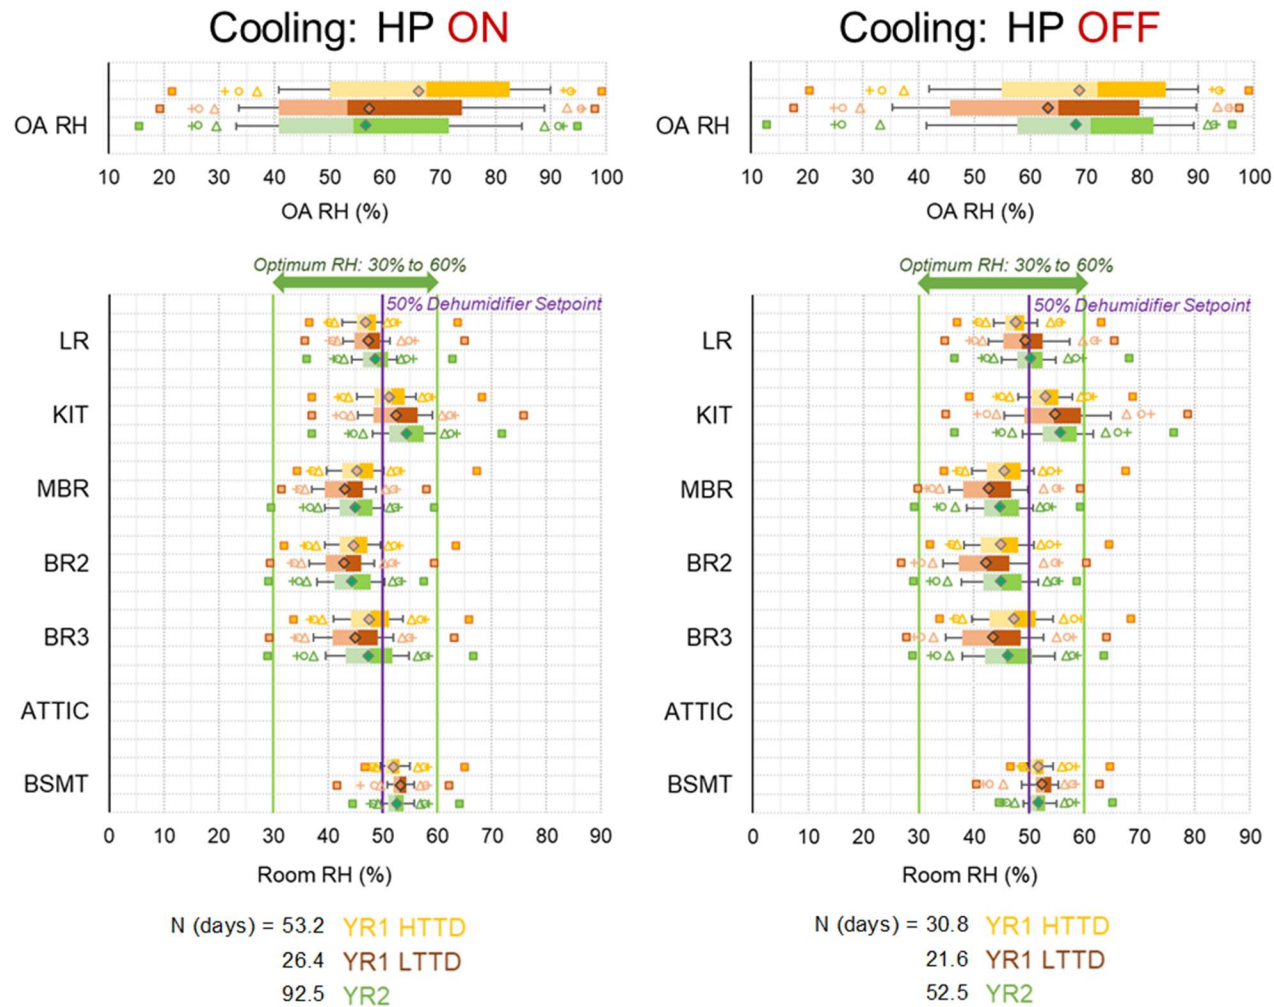 Cooling: HP ON
OA RH
10 20 30 40 50 60 70 80 90 100
OA RH (%)
Optimum RH: 30% to 60%
50% Dehumidifier Setpoint
LR
KIT
MBR
BR2
BR3
ATTIC
BSMT
0 10 20 30 40 50 60 70 80 90
Room RH (%)
N (days) = 53.2 YR1 HTTD
26.4 YR1 LTTD
92.5 YR2
Cooling: HP OFF
OA RH
10 20 30 40 50 60 70 80 90 100
OA RH (%)
Optimum RH: 30% to 60%
50% Dehumidifier Setpoint
LR
KIT
MBR
BR2
BR3
ATTIC
BSMT
0 10 20 30 40 50 60 70 80 90
Room RH (%)
N (days) = 30.8 YR1 HTTD
21.6 YR1 LTTD
52.5 YR2